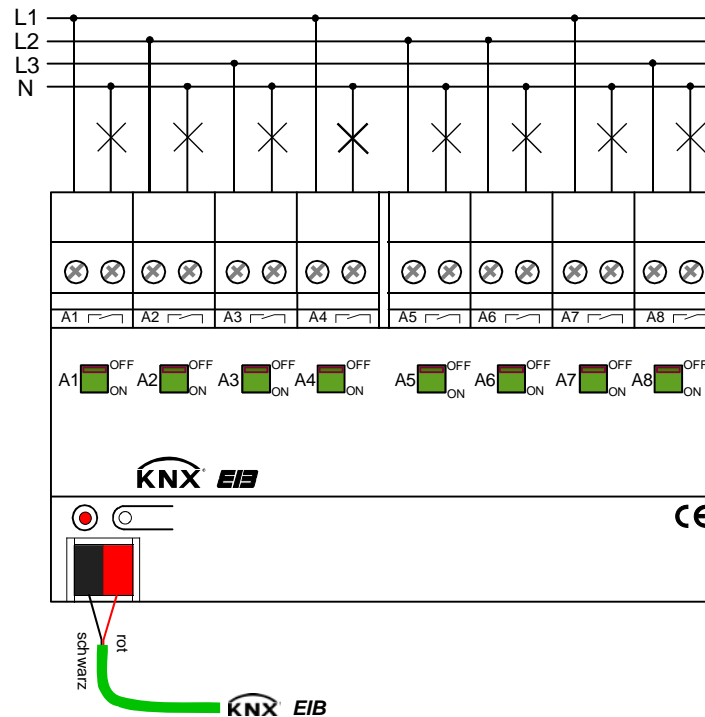 L1
L2
L3
N
A1 A2 A3 A4 A5 A6 A7 A8
OFF OFF OFF OFF OFF OFF OFF OFF
A1 A2 A3 A4 A5 A6 A7 A8
ON ON ON ON ON ON ON ON
KNX EIB
CE
schwarz rot
KNX EIB